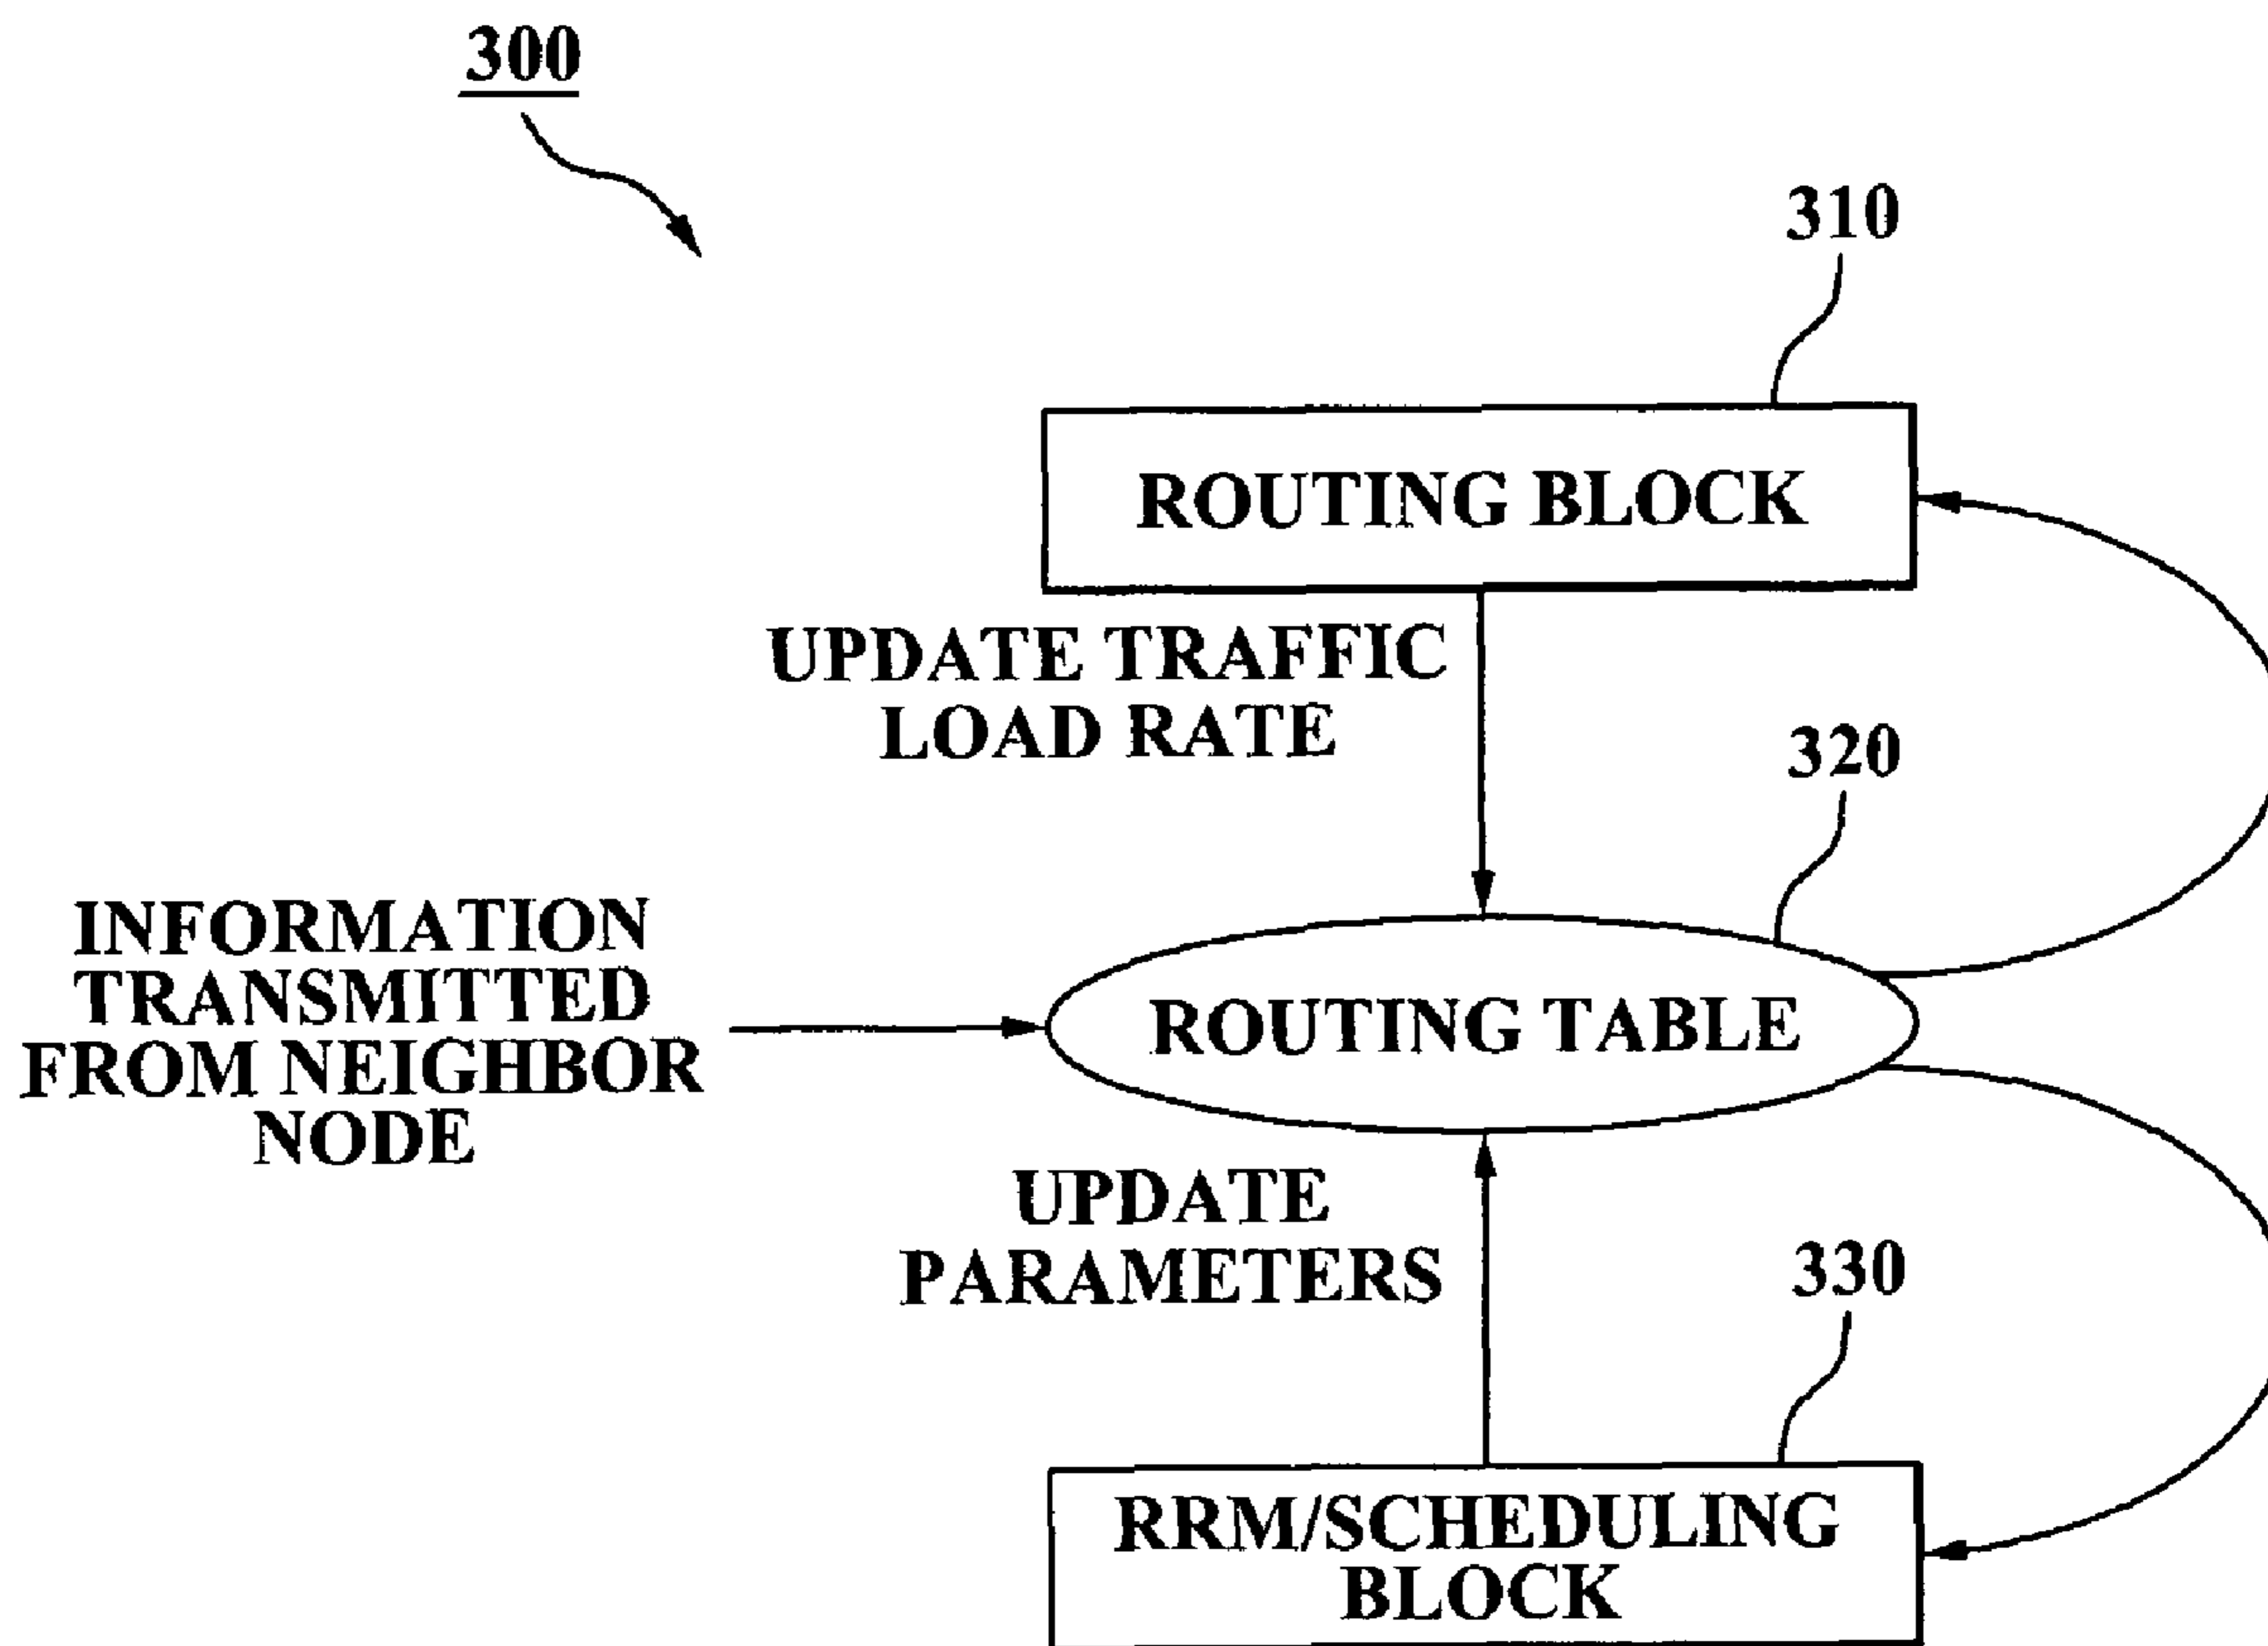 300
310
ROUTING BLOCK
UPDATE TRAFFIC
LOAD RATE
320
INFORMATION
TRANSMITTED
FROM NEIGHBOR
NODE
ROUTING TABLE
UPDATE
PARAMETERS
330
RRM/SCHEDULING
BLOCK